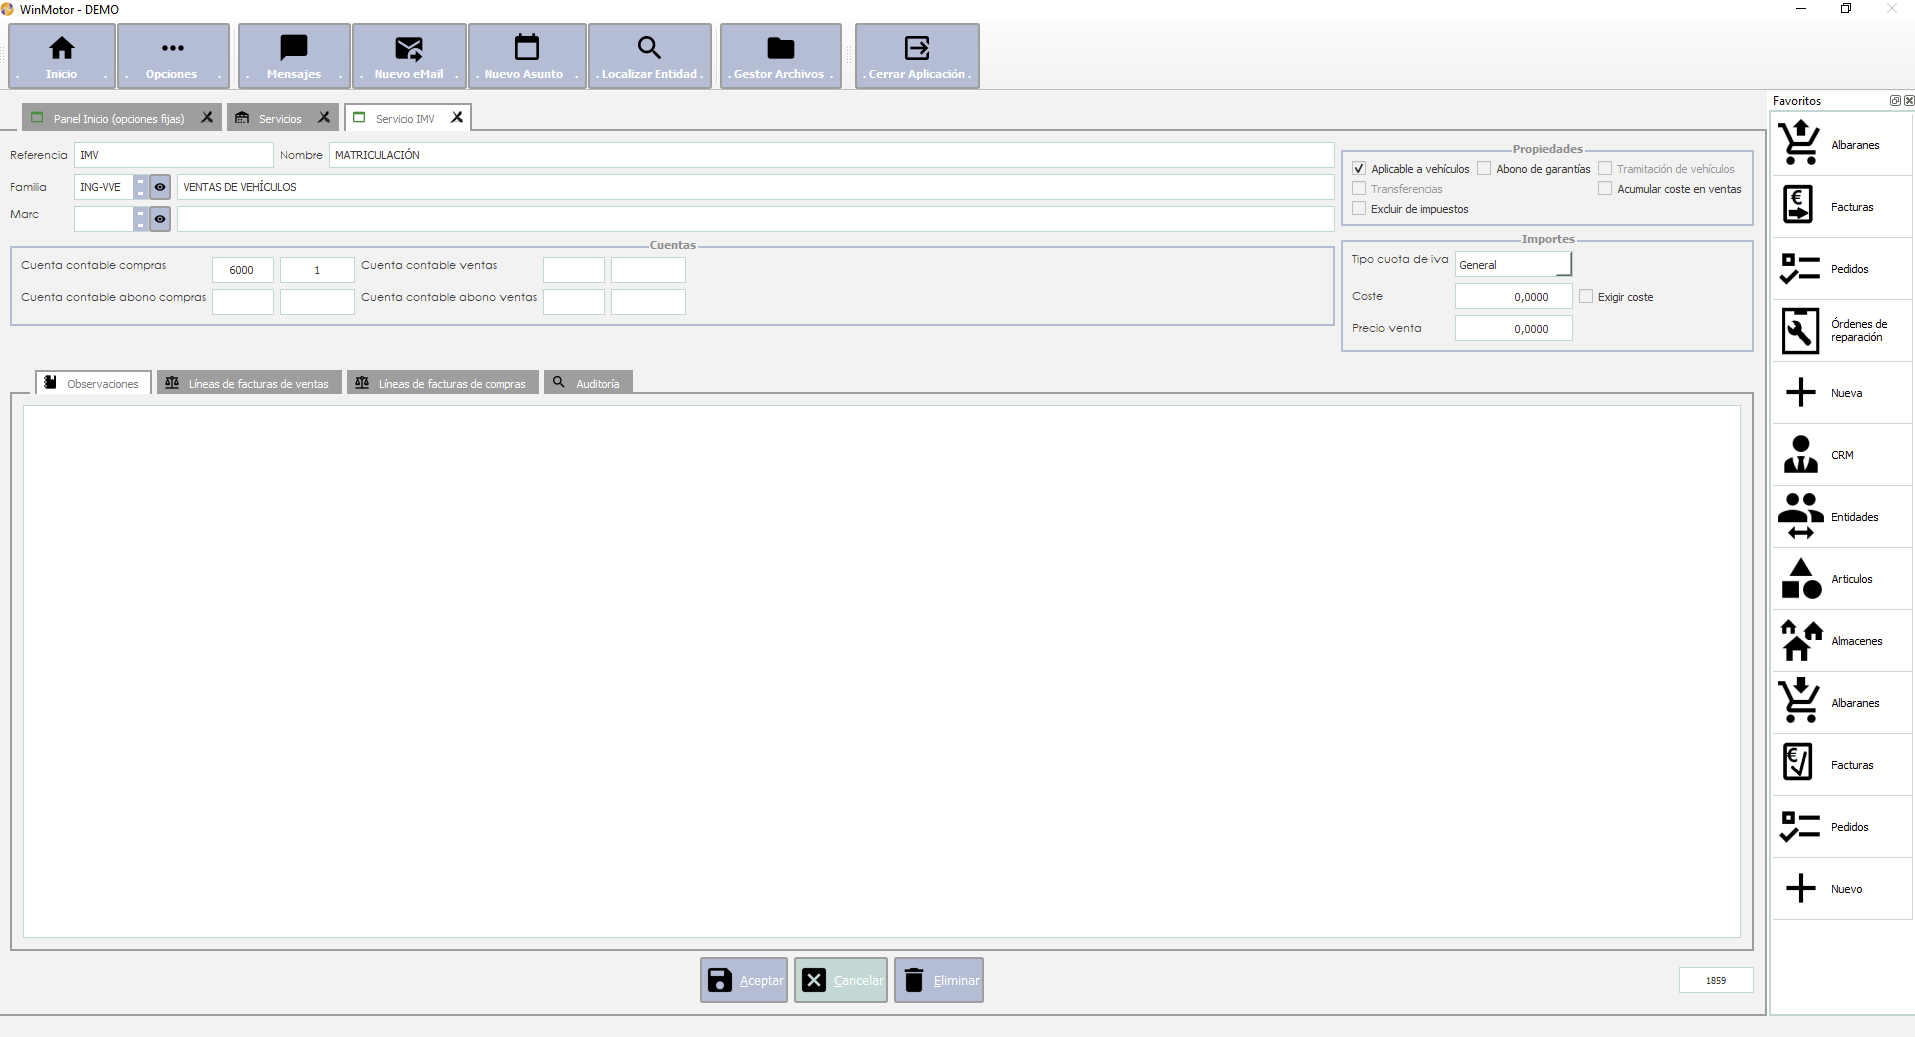 WinMotor - DEMO
Inicio
Opciones
Mensajes
Nuevo eMail
Nuevo Asunto
Localizar Entidad
Gestor Archivos
Cerrar Aplicación
Panel Inicio (opciones fijas)
Servicios
Servicio IMV
Referencia IMV Nombre MATRICULACIÓN
Familia ING-VVE VENTAS DE VEHÍCULOS
Marc
Cuentas
Cuenta contable compras 6000 1 Cuenta contable ventas
Cuenta contable abono compras Cuenta contable abono ventas
Propiedades
Aplicable a vehículos Abono de garantías Tramitación de vehículos
Transferencias Acumular coste en ventas
Excluir de impuestos
Importes
Tipo cuota de iva General
Coste 0,0000 Exigir coste
Precio venta 0,0000
Observaciones
Líneas de facturas de ventas
Líneas de facturas de compras
Auditoría
Aceptar
Cancelar
Eliminar
1859
Favoritos
Albaranes
Facturas
Pedidos
Órdenes de
reparación
Nueva
CRM
Entidades
Articulos
Almacenes
Albaranes
Facturas
Pedidos
Nuevo